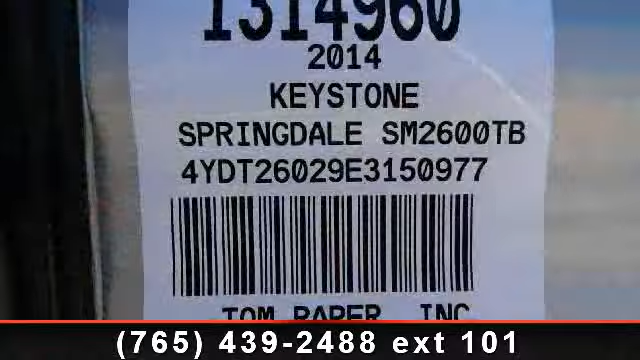 1314960
2014
KEYSTONE
SPRINGDALE SM2600TB
4YDT26029E3150977
TOM RAPER, INC
(765) 439-2488 ext 101